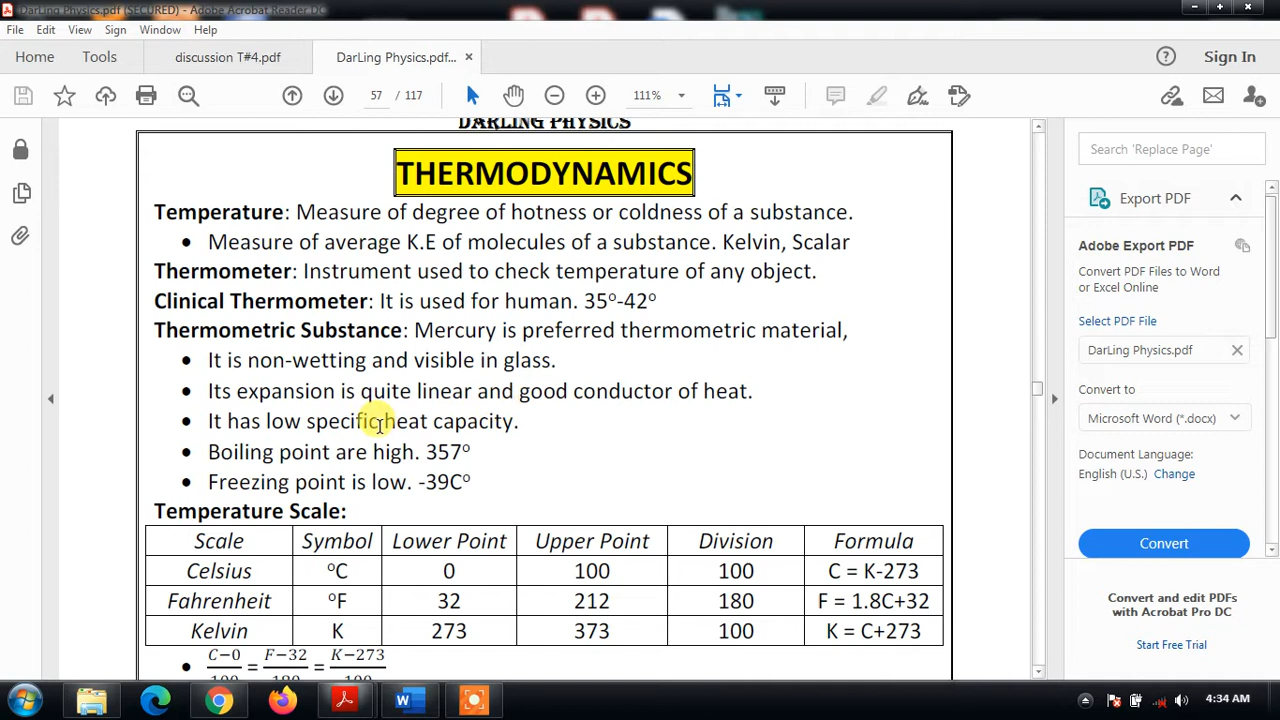 DarLing Physics.pdf (SECURED) - Adobe Acrobat Reader DC
File Edit View Sign Window Help
Home Tools discussion T#4.pdf DarLing Physics.pdf... × Sign In
57 / 117 111%
DARLING PHYSICS
THERMODYNAMICS
Temperature: Measure of degree of hotness or coldness of a substance.
• Measure of average K.E of molecules of a substance. Kelvin, Scalar
Thermometer: Instrument used to check temperature of any object.
Clinical Thermometer: It is used for human. 35°-42°
Thermometric Substance: Mercury is preferred thermometric material,
• It is non-wetting and visible in glass.
• Its expansion is quite linear and good conductor of heat.
• It has low specific heat capacity.
• Boiling point are high. 357°
• Freezing point is low. -39C°
Temperature Scale:
Scale Symbol Lower Point Upper Point Division Formula
Celsius °C 0 100 100 C = K-273
Fahrenheit °F 32 212 180 F = 1.8C+32
Kelvin K 273 373 100 K = C+273
• C−0/100 = F−32/180 = K−273/100
Search 'Replace Page'
Export PDF
Adobe Export PDF
Convert PDF Files to Word
or Excel Online
Select PDF File
DarLing Physics.pdf
Convert to
Microsoft Word (*.docx)
Document Language:
English (U.S.) Change
Convert
Convert and edit PDFs
with Acrobat Pro DC
Start Free Trial
4:34 AM